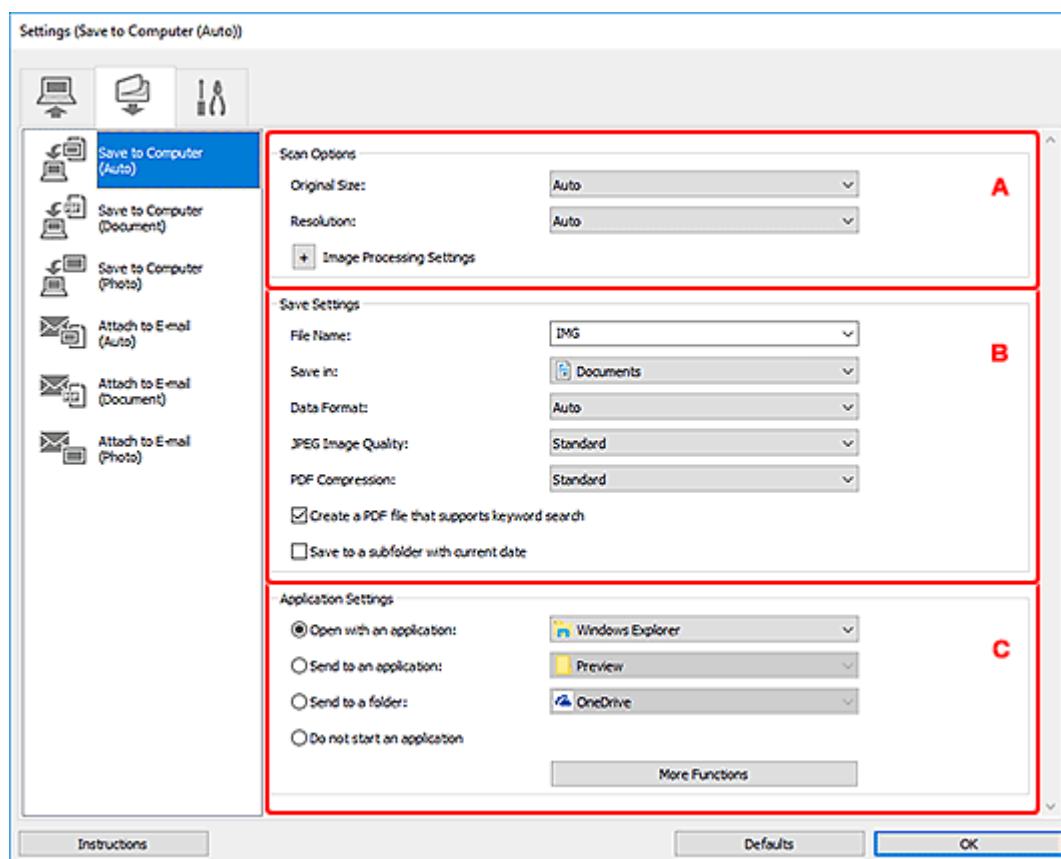 Settings (Save to Computer (Auto))
Save to Computer
(Auto)
Save to Computer
(Document)
Save to Computer
(Photo)
Attach to E-mail
(Auto)
Attach to E-mail
(Document)
Attach to E-mail
(Photo)
Scan Options
A
Original Size: Auto
Resolution: Auto
+ Image Processing Settings
Save Settings
File Name: IMG
B
Save in: Documents
Data Format: Auto
JPEG Image Quality: Standard
PDF Compression: Standard
Create a PDF file that supports keyword search
Save to a subfolder with current date
Application Settings
Open with an application: Windows Explorer
C
Send to an application: Preview
Send to a folder: OneDrive
Do not start an application
More Functions
Instructions Defaults OK